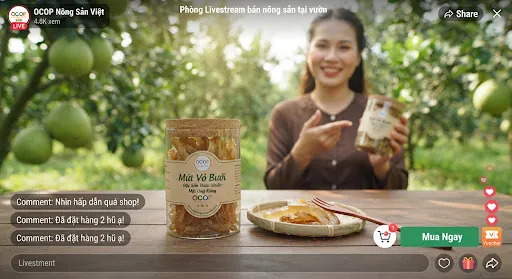 OCOP Nông Sản Việt
4.6K xem
LIVE
Phòng Livestream bán nông sản tại vườn
Share
OCOP
Mứt Vỏ Bưởi
OCOP
Comment: Nhìn hấp dẫn quá shop!
Comment: Đã đặt hàng 2 hũ ạ!
Comment: Đã đặt hàng 2 hũ ạ!
Mua Ngay
Voucher
Livestment